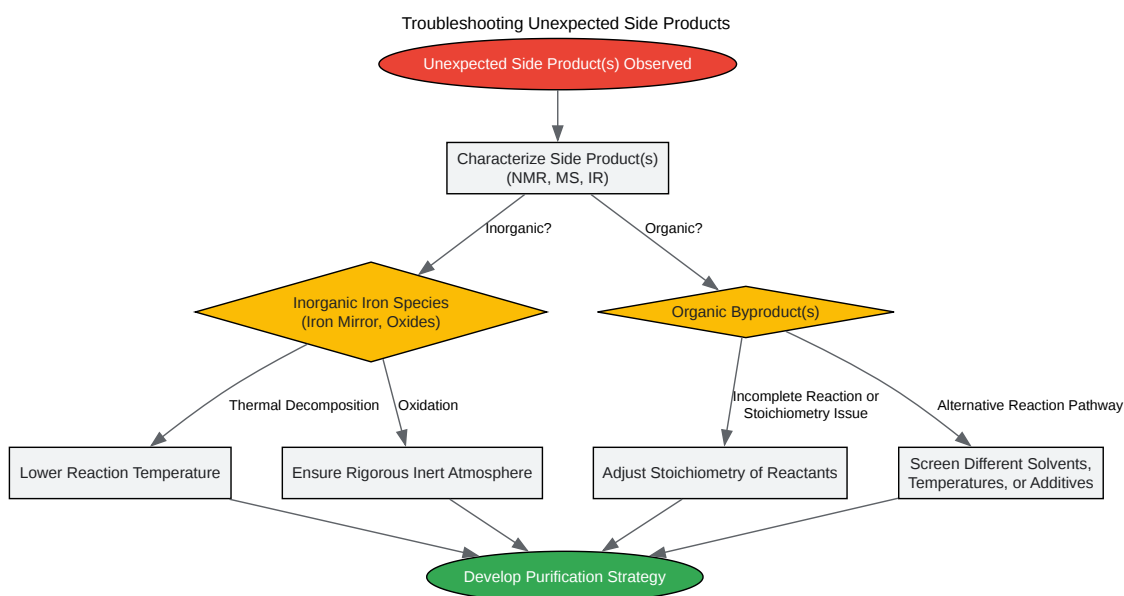 Troubleshooting Unexpected Side Products
Unexpected Side Product(s) Observed
Characterize Side Product(s)
(NMR, MS, IR)
Inorganic?
Organic?
Inorganic Iron Species
(Iron Mirror, Oxides)
Organic Byproduct(s)
Thermal Decomposition
Oxidation
Incomplete Reaction or
Stoichiometry Issue
Alternative Reaction Pathway
Lower Reaction Temperature
Ensure Rigorous Inert Atmosphere
Adjust Stoichiometry of Reactants
Screen Different Solvents,
Temperatures, or Additives
Develop Purification Strategy